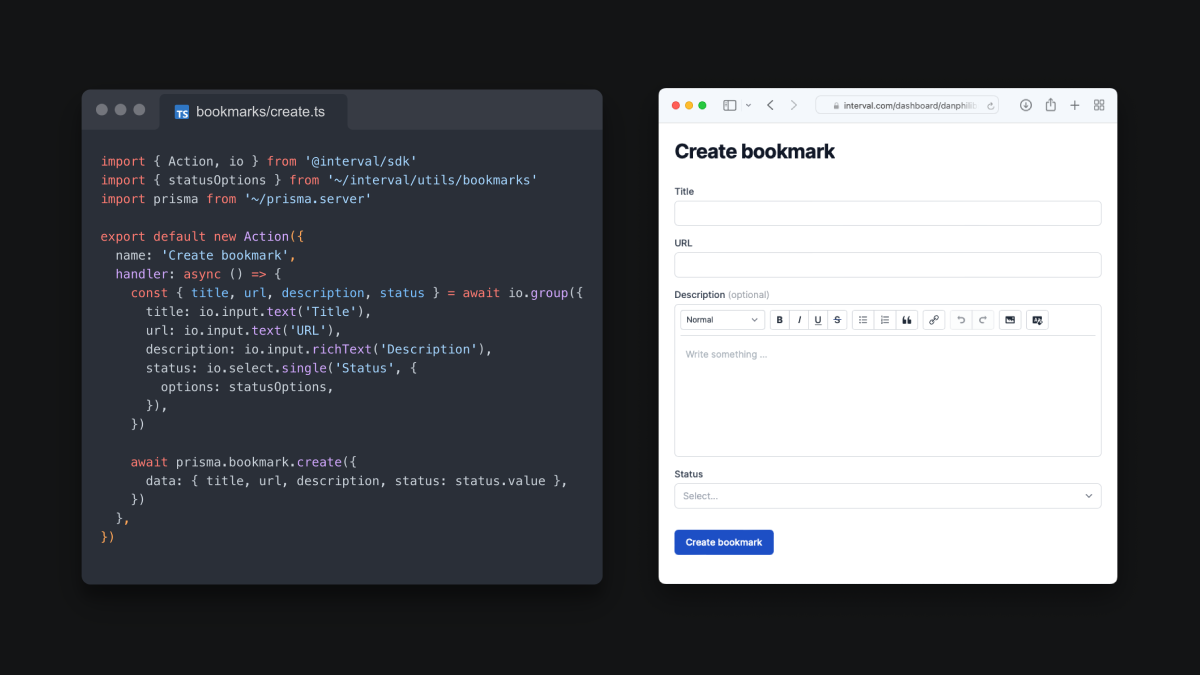 TS bookmarks/create.ts
import { Action, io } from '@interval/sdk'
import { statusOptions } from '~/interval/utils/bookmarks'
import prisma from '~/prisma.server'
export default new Action({
name: 'Create bookmark',
handler: async () => {
const { title, url, description, status } = await io.group({
title: io.input.text('Title'),
url: io.input.text('URL'),
description: io.input.richText('Description'),
status: io.select.single('Status', {
options: statusOptions,
}),
})
await prisma.bookmark.create({
data: { title, url, description, status: status.value },
})
},
})
interval.com/dashboard/danphilib
Create bookmark
Title
URL
Description (optional)
Normal B I U S
Write something ...
Status
Select...
Create bookmark